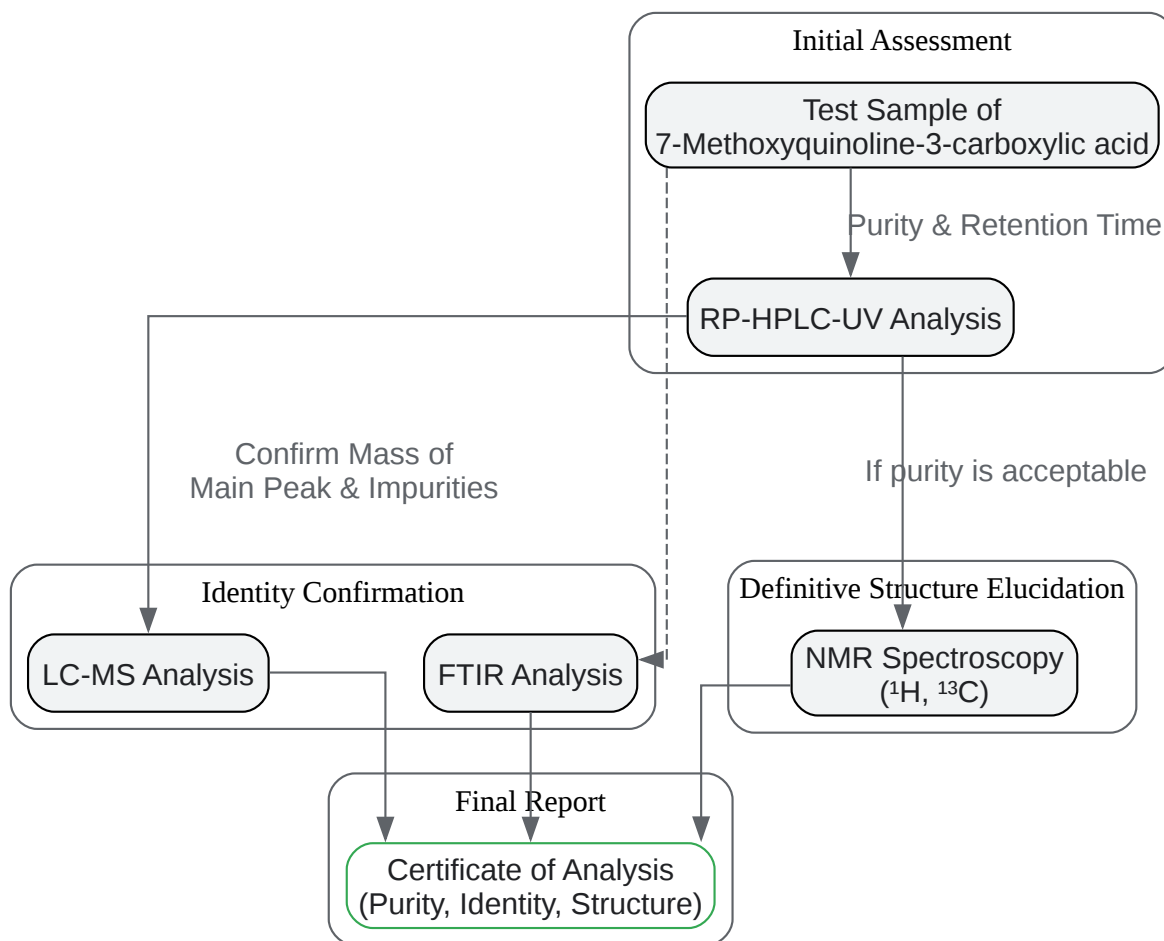 Initial Assessment
Test Sample of
7-Methoxyquinoline-3-carboxylic acid
Purity & Retention Time
RP-HPLC-UV Analysis
Confirm Mass of
Main Peak & Impurities
If purity is acceptable
Identity Confirmation
Definitive Structure Elucidation
LC-MS Analysis
FTIR Analysis
NMR Spectroscopy
(¹H, ¹³C)
Final Report
Certificate of Analysis
(Purity, Identity, Structure)